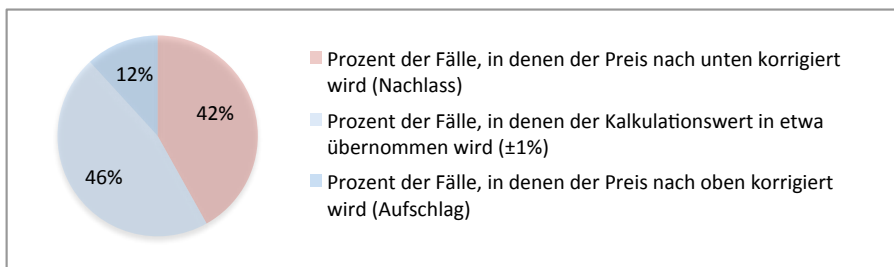 12%
42%
46%
Prozent der Fälle, in denen der Preis nach unten korrigiert
wird (Nachlass)
Prozent der Fälle, in denen der Kalkulationswert in etwa
übernommen wird (±1%)
Prozent der Fälle, in denen der Preis nach oben korrigiert
wird (Aufschlag)